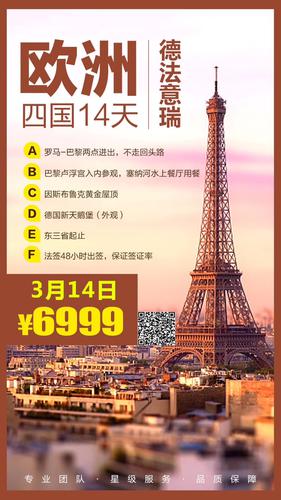 欧洲
四国14天
德法意瑞
A 罗马-巴黎两点进出,不走回头路
B 巴黎卢浮宫入内参观,塞纳河水上餐厅用餐
C 因斯布鲁克黄金屋顶
D 德国新天鹅堡(外观)
E 东三省起止
F 法签48小时出签,保证签证率
3月14日
¥6999
专业团队·星级服务·品质保障